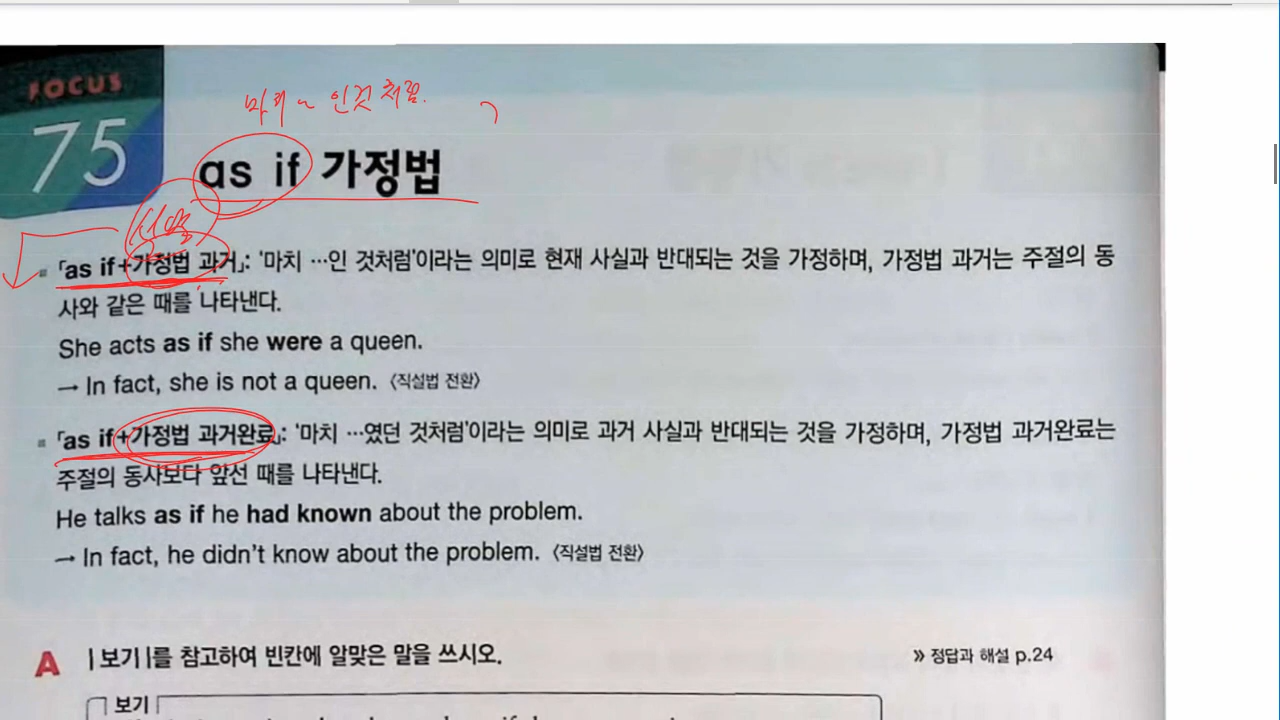 FOCUS
75
마치 ~ 인것처럼.
as if 가정법
「as if+가정법 과거」: '마치 …인 것처럼'이라는 의미로 현재 사실과 반대되는 것을 가정하며, 가정법 과거는 주절의 동
사와 같은 때를 나타낸다.
She acts as if she were a queen.
→ In fact, she is not a queen. 〈직설법 전환〉
「as if+가정법 과거완료」: '마치 …였던 것처럼'이라는 의미로 과거 사실과 반대되는 것을 가정하며, 가정법 과거완료는
주절의 동사보다 앞선 때를 나타낸다.
He talks as if he had known about the problem.
→ In fact, he didn't know about the problem. 〈직설법 전환〉
A |보기|를 참고하여 빈칸에 알맞은 말을 쓰시오.
» 정답과 해설 p.24
보기